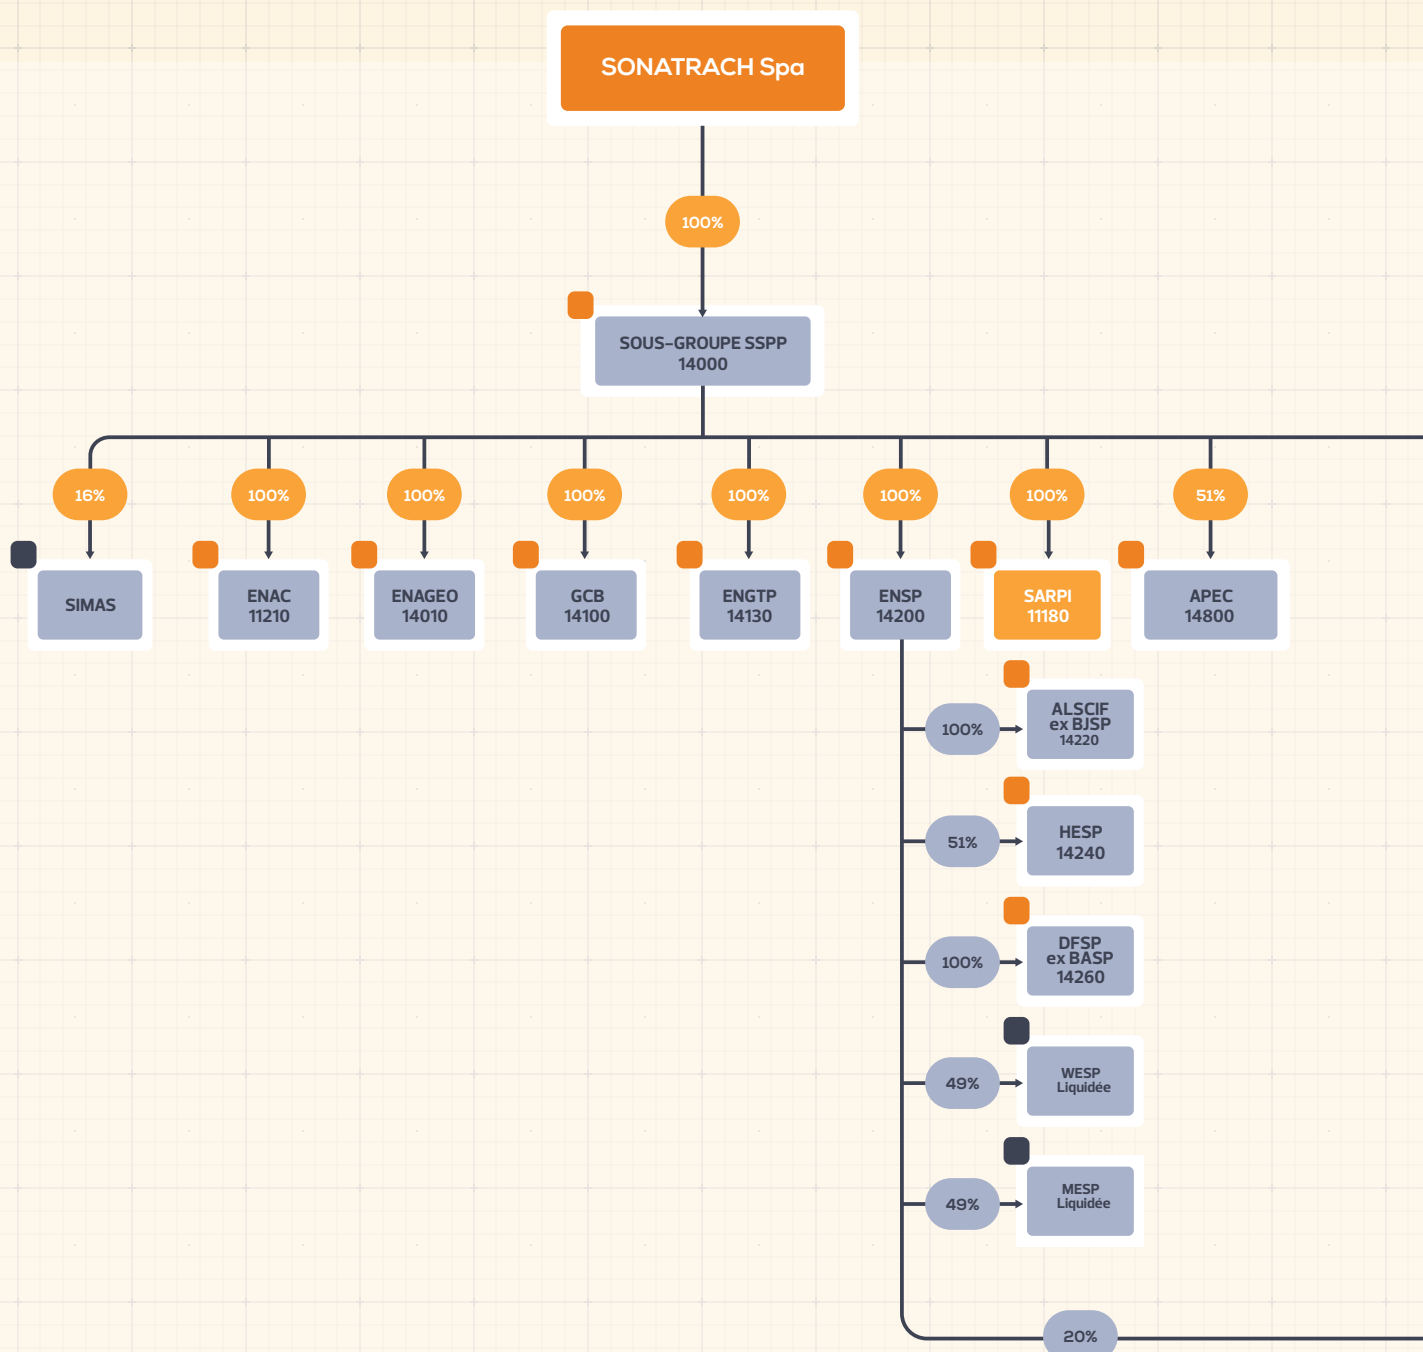 SONATRACH Spa
100%
SOUS-GROUPE SSPP
14000
16%
100%
100%
100%
100%
100%
100%
51%
SIMAS
ENAC
11210
ENAGEO
14010
GCB
14100
ENGTP
14130
ENSP
14200
SARPI
11180
APEC
14800
100%
ALSCIF
ex BJSP
14220
51%
HESP
14240
100%
DFSP
ex BASP
14260
49%
WESP
Liquidée
49%
MESP
Liquidée
20%